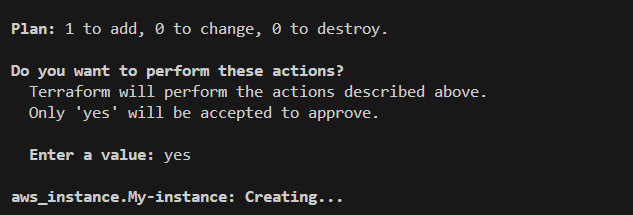 Plan: 1 to add, 0 to change, 0 to destroy.
Do you want to perform these actions?
Terraform will perform the actions described above.
Only 'yes' will be accepted to approve.
Enter a value: yes
aws_instance.My-instance: Creating...